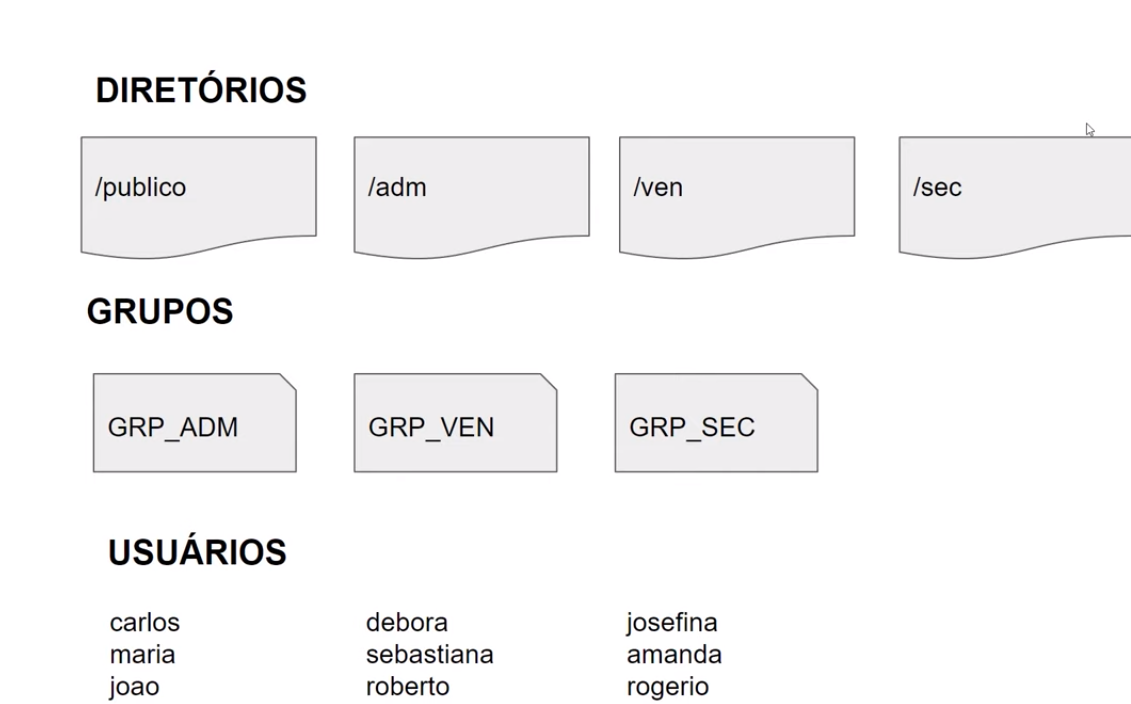 DIRETÓRIOS
/publico
/adm
/ven
/sec
GRUPOS
GRP_ADM
GRP_VEN
GRP_SEC
USUÁRIOS
carlos
maria
joao
debora
sebastiana
roberto
josefina
amanda
rogerio